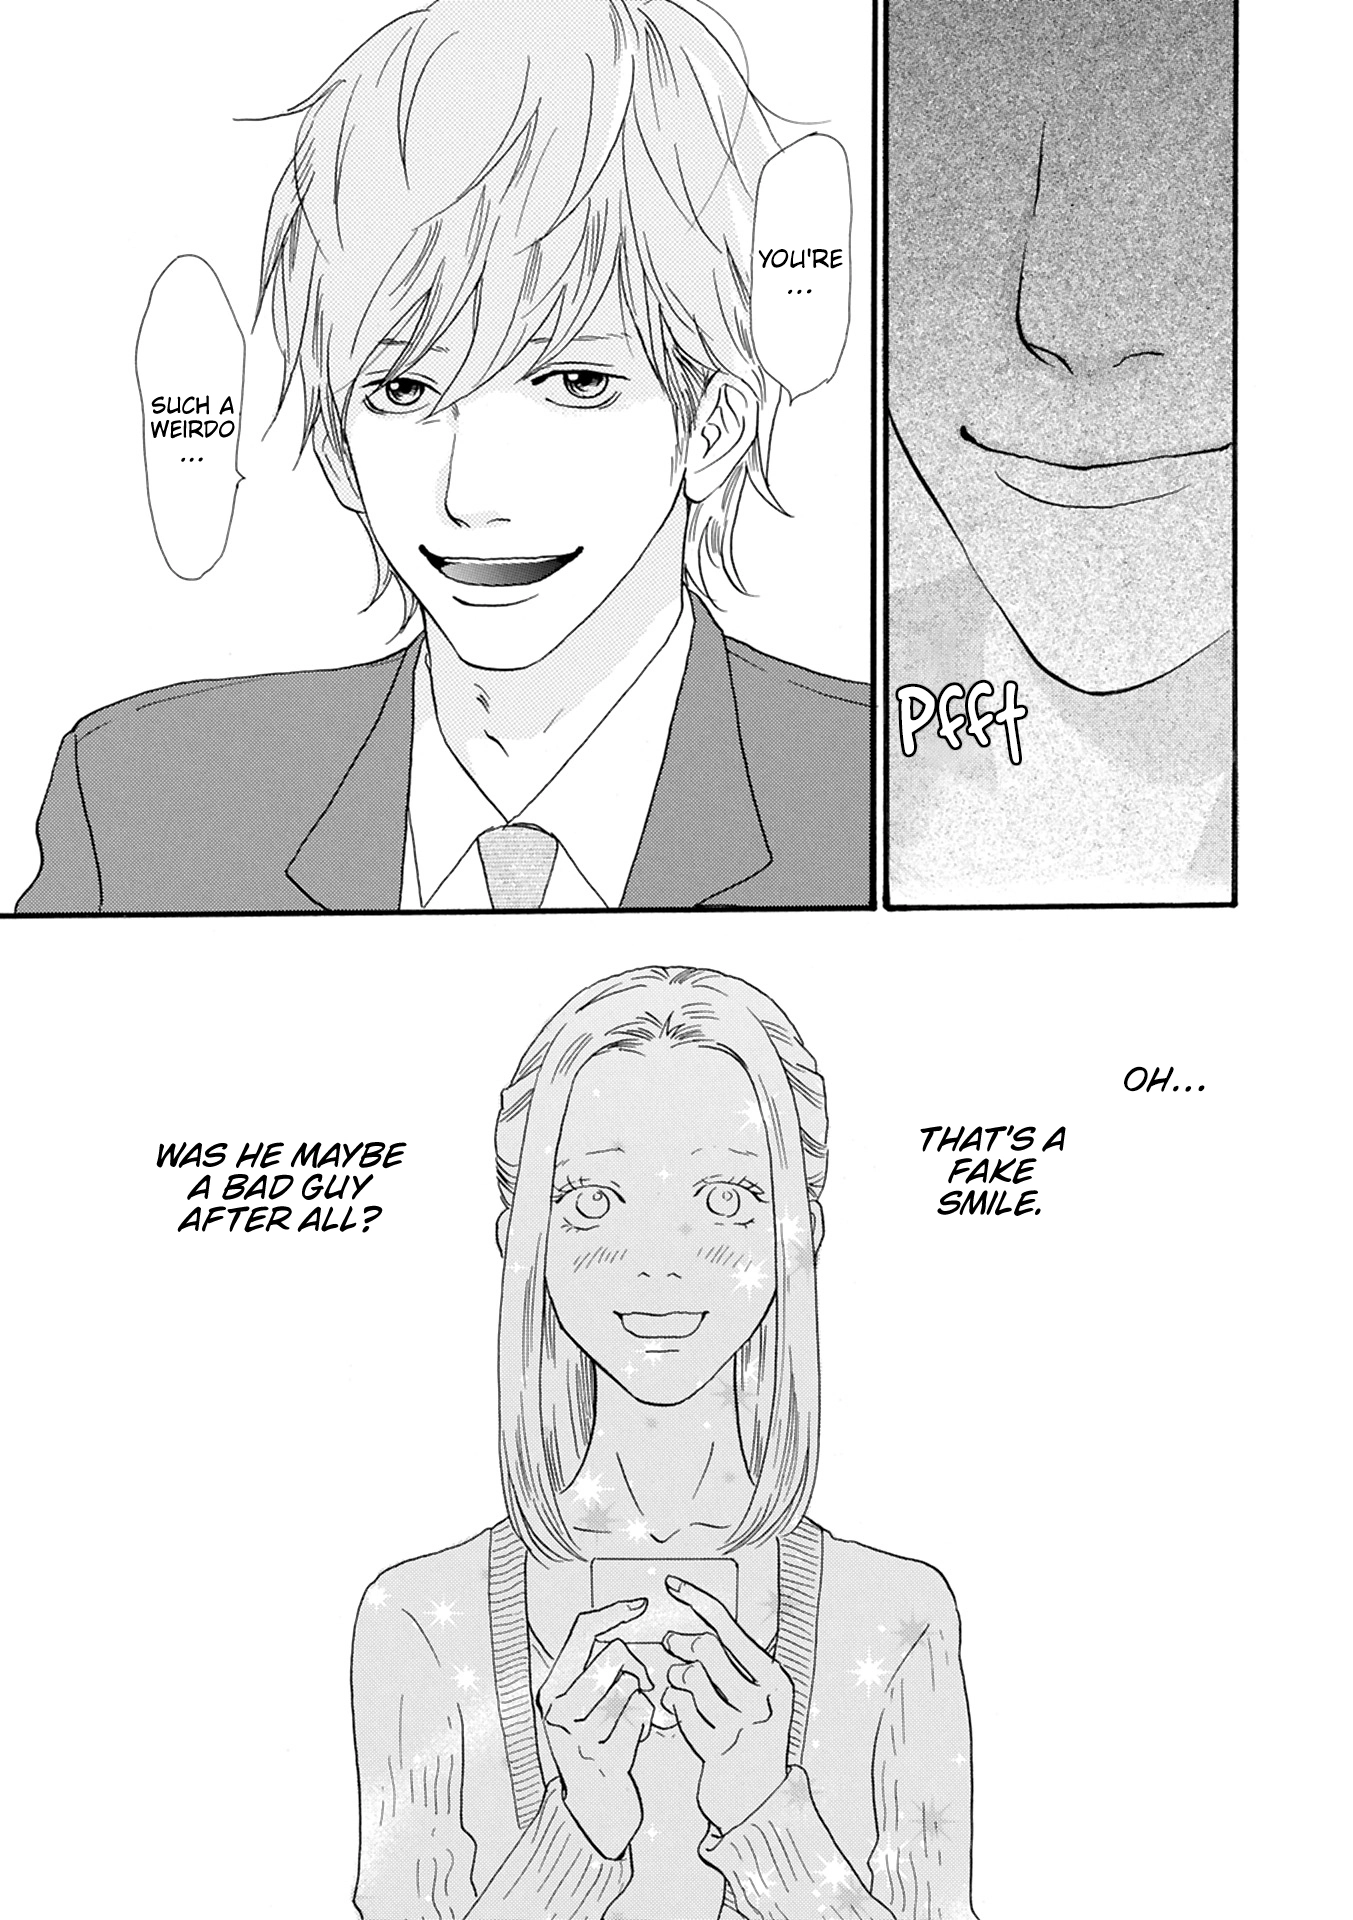 PFFT
YOU'RE
...
SUCH A
WEIRDO
...
OH...
THAT'S A
FAKE
SMILE.
WAS HE MAYBE
A BAD GUY
AFTER ALL?